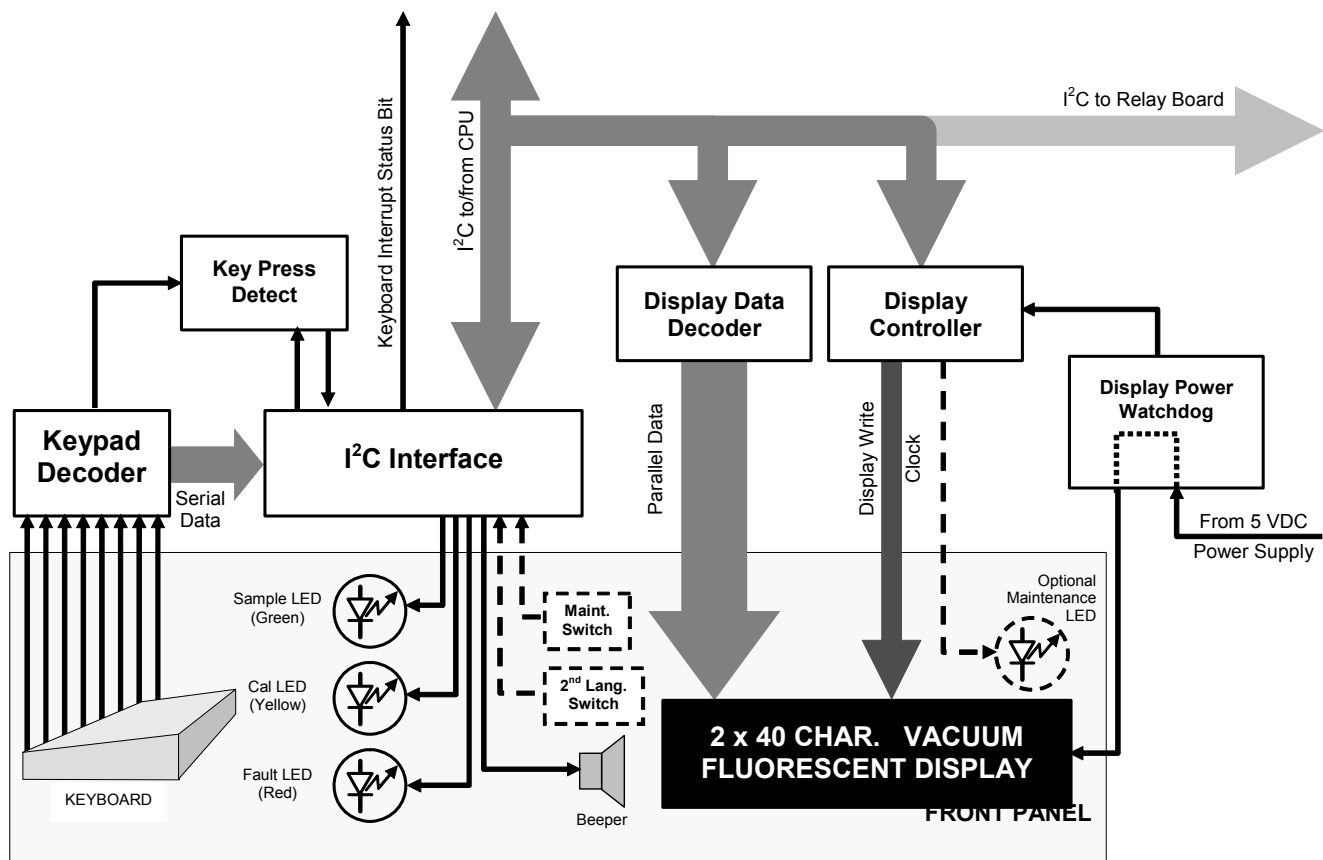 I²C to Relay Board
Keyboard Interrupt Status Bit
I²C to/from CPU
Key Press
Detect
Display Data
Decoder
Display
Controller
Display Power
Watchdog
Keypad
Decoder
I²C Interface
Serial
Data
Parallel Data
Display Write
Clock
From 5 VDC
Power Supply
Sample LED
(Green)
Maint.
Switch
Optional
Maintenance
LED
Cal LED
(Yellow)
2nd Lang.
Switch
2 x 40 CHAR. VACUUM
FLUORESCENT DISPLAY
Fault LED
(Red)
KEYBOARD
Beeper
FRONT PANEL